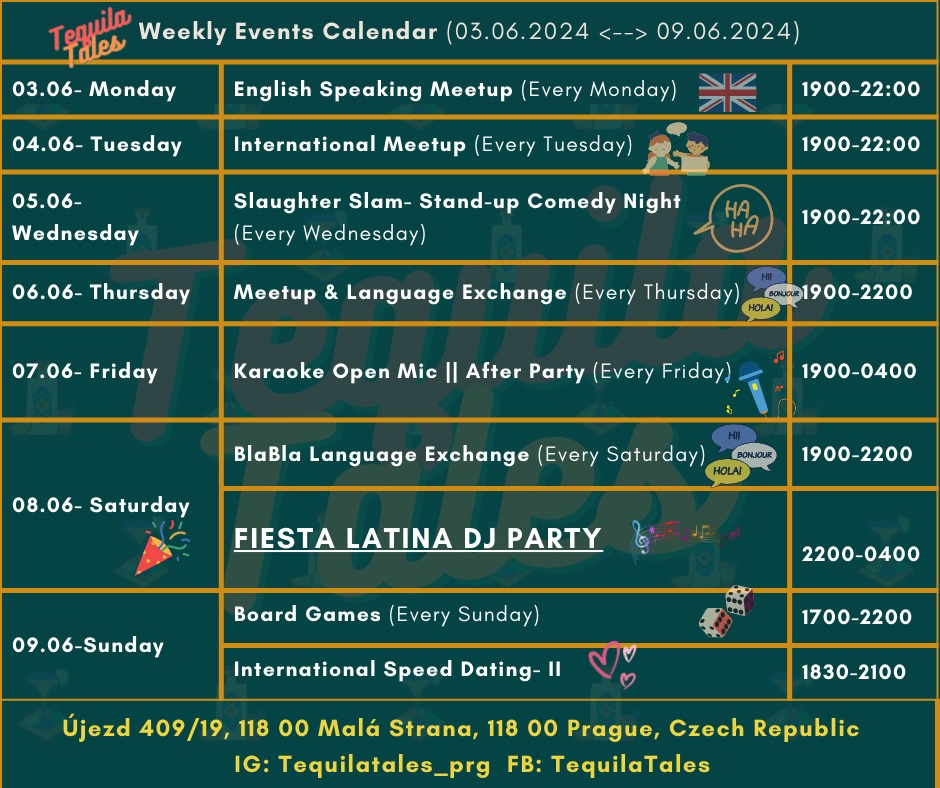 Tequila
Tales
Weekly Events Calendar (03.06.2024 <--> 09.06.2024)
03.06- Monday
English Speaking Meetup (Every Monday)
1900-22:00
04.06- Tuesday
International Meetup (Every Tuesday)
1900-22:00
05.06-
Wednesday
Slaughter Slam- Stand-up Comedy Night
(Every Wednesday)
HA
HA
1900-22:00
06.06- Thursday
Meetup & Language Exchange (Every Thursday)
HI!
BONJOUR
HOLA!
1900-2200
07.06- Friday
Karaoke Open Mic || After Party (Every Friday)
1900-0400
08.06- Saturday
BlaBla Language Exchange (Every Saturday)
HI!
BONJOUR
HOLA!
1900-2200
FIESTA LATINA DJ PARTY
2200-0400
09.06-Sunday
Board Games (Every Sunday)
1700-2200
International Speed Dating- II
1830-2100
Tequila
Tales
Újezd 409/19, 118 00 Malá Strana, 118 00 Prague, Czech Republic
IG: Tequilatales_prg FB: TequilaTales